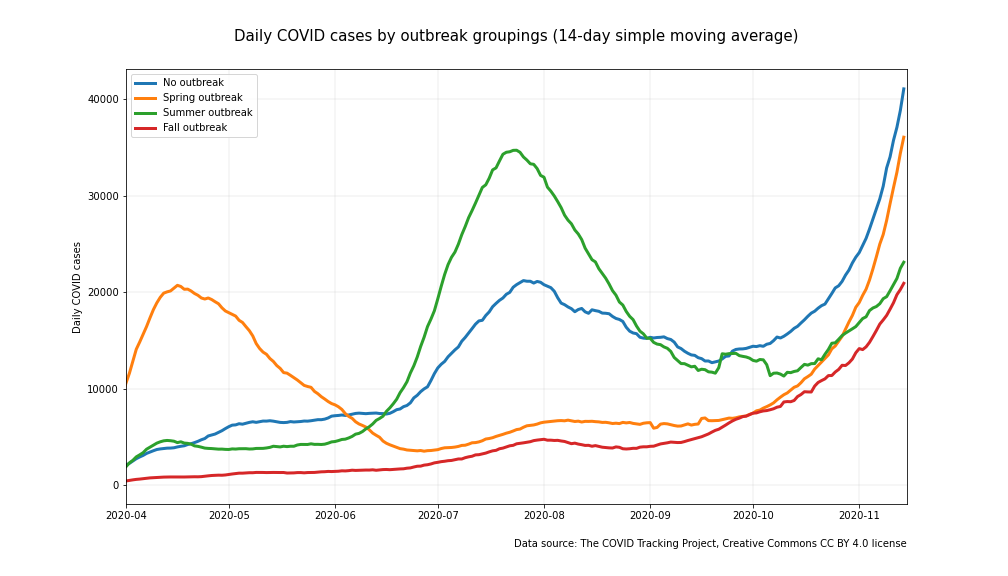 Daily COVID cases by outbreak groupings (14-day simple moving average)
No outbreak
Spring outbreak
Summer outbreak
Fall outbreak
40000
30000
20000
10000
0
Daily COVID cases
2020-04 2020-05 2020-06 2020-07 2020-08 2020-09 2020-10 2020-11
Data source: The COVID Tracking Project, Creative Commons CC BY 4.0 license